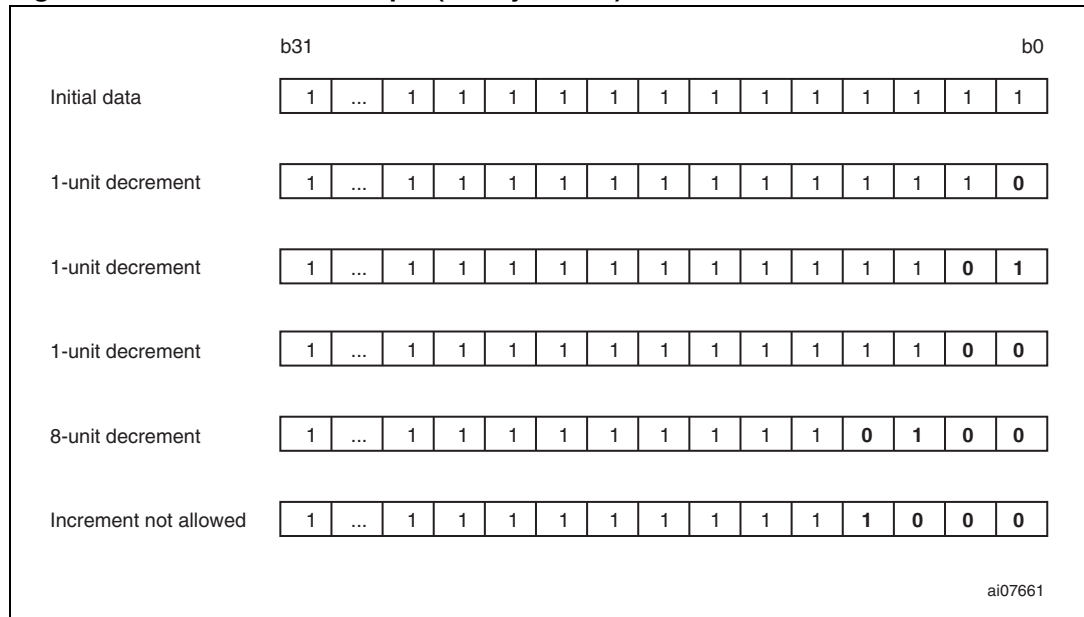 b31 b0
Initial data 1 ... 1 1 1 1 1 1 1 1 1 1 1 1 1
1-unit decrement 1 ... 1 1 1 1 1 1 1 1 1 1 1 1 0
1-unit decrement 1 ... 1 1 1 1 1 1 1 1 1 1 1 0 1
1-unit decrement 1 ... 1 1 1 1 1 1 1 1 1 1 1 0 0
8-unit decrement 1 ... 1 1 1 1 1 1 1 1 1 0 1 0 0
Increment not allowed 1 ... 1 1 1 1 1 1 1 1 1 1 0 0 0
ai07661